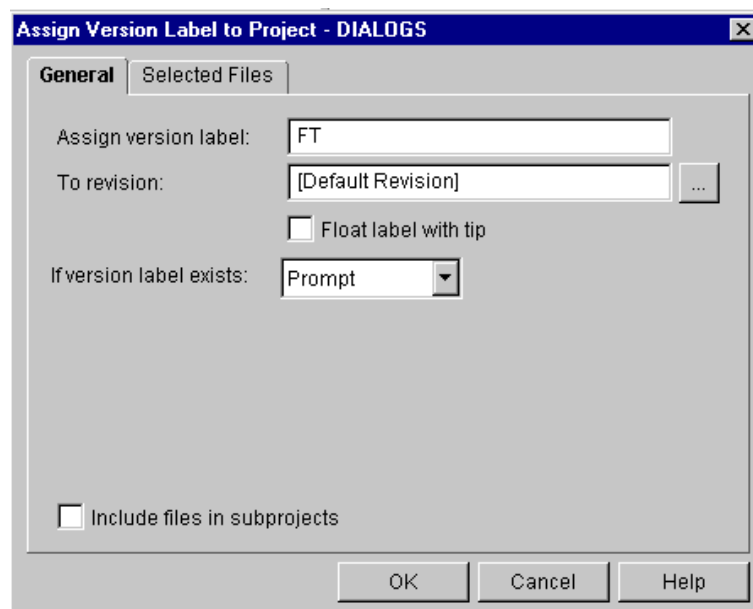 Assign Version Label to Project - DIALOGS
General Selected Files
Assign version label: FT
To revision: [Default Revision] ...
Float label with tip
If version label exists: Prompt
Include files in subprojects
OK Cancel Help